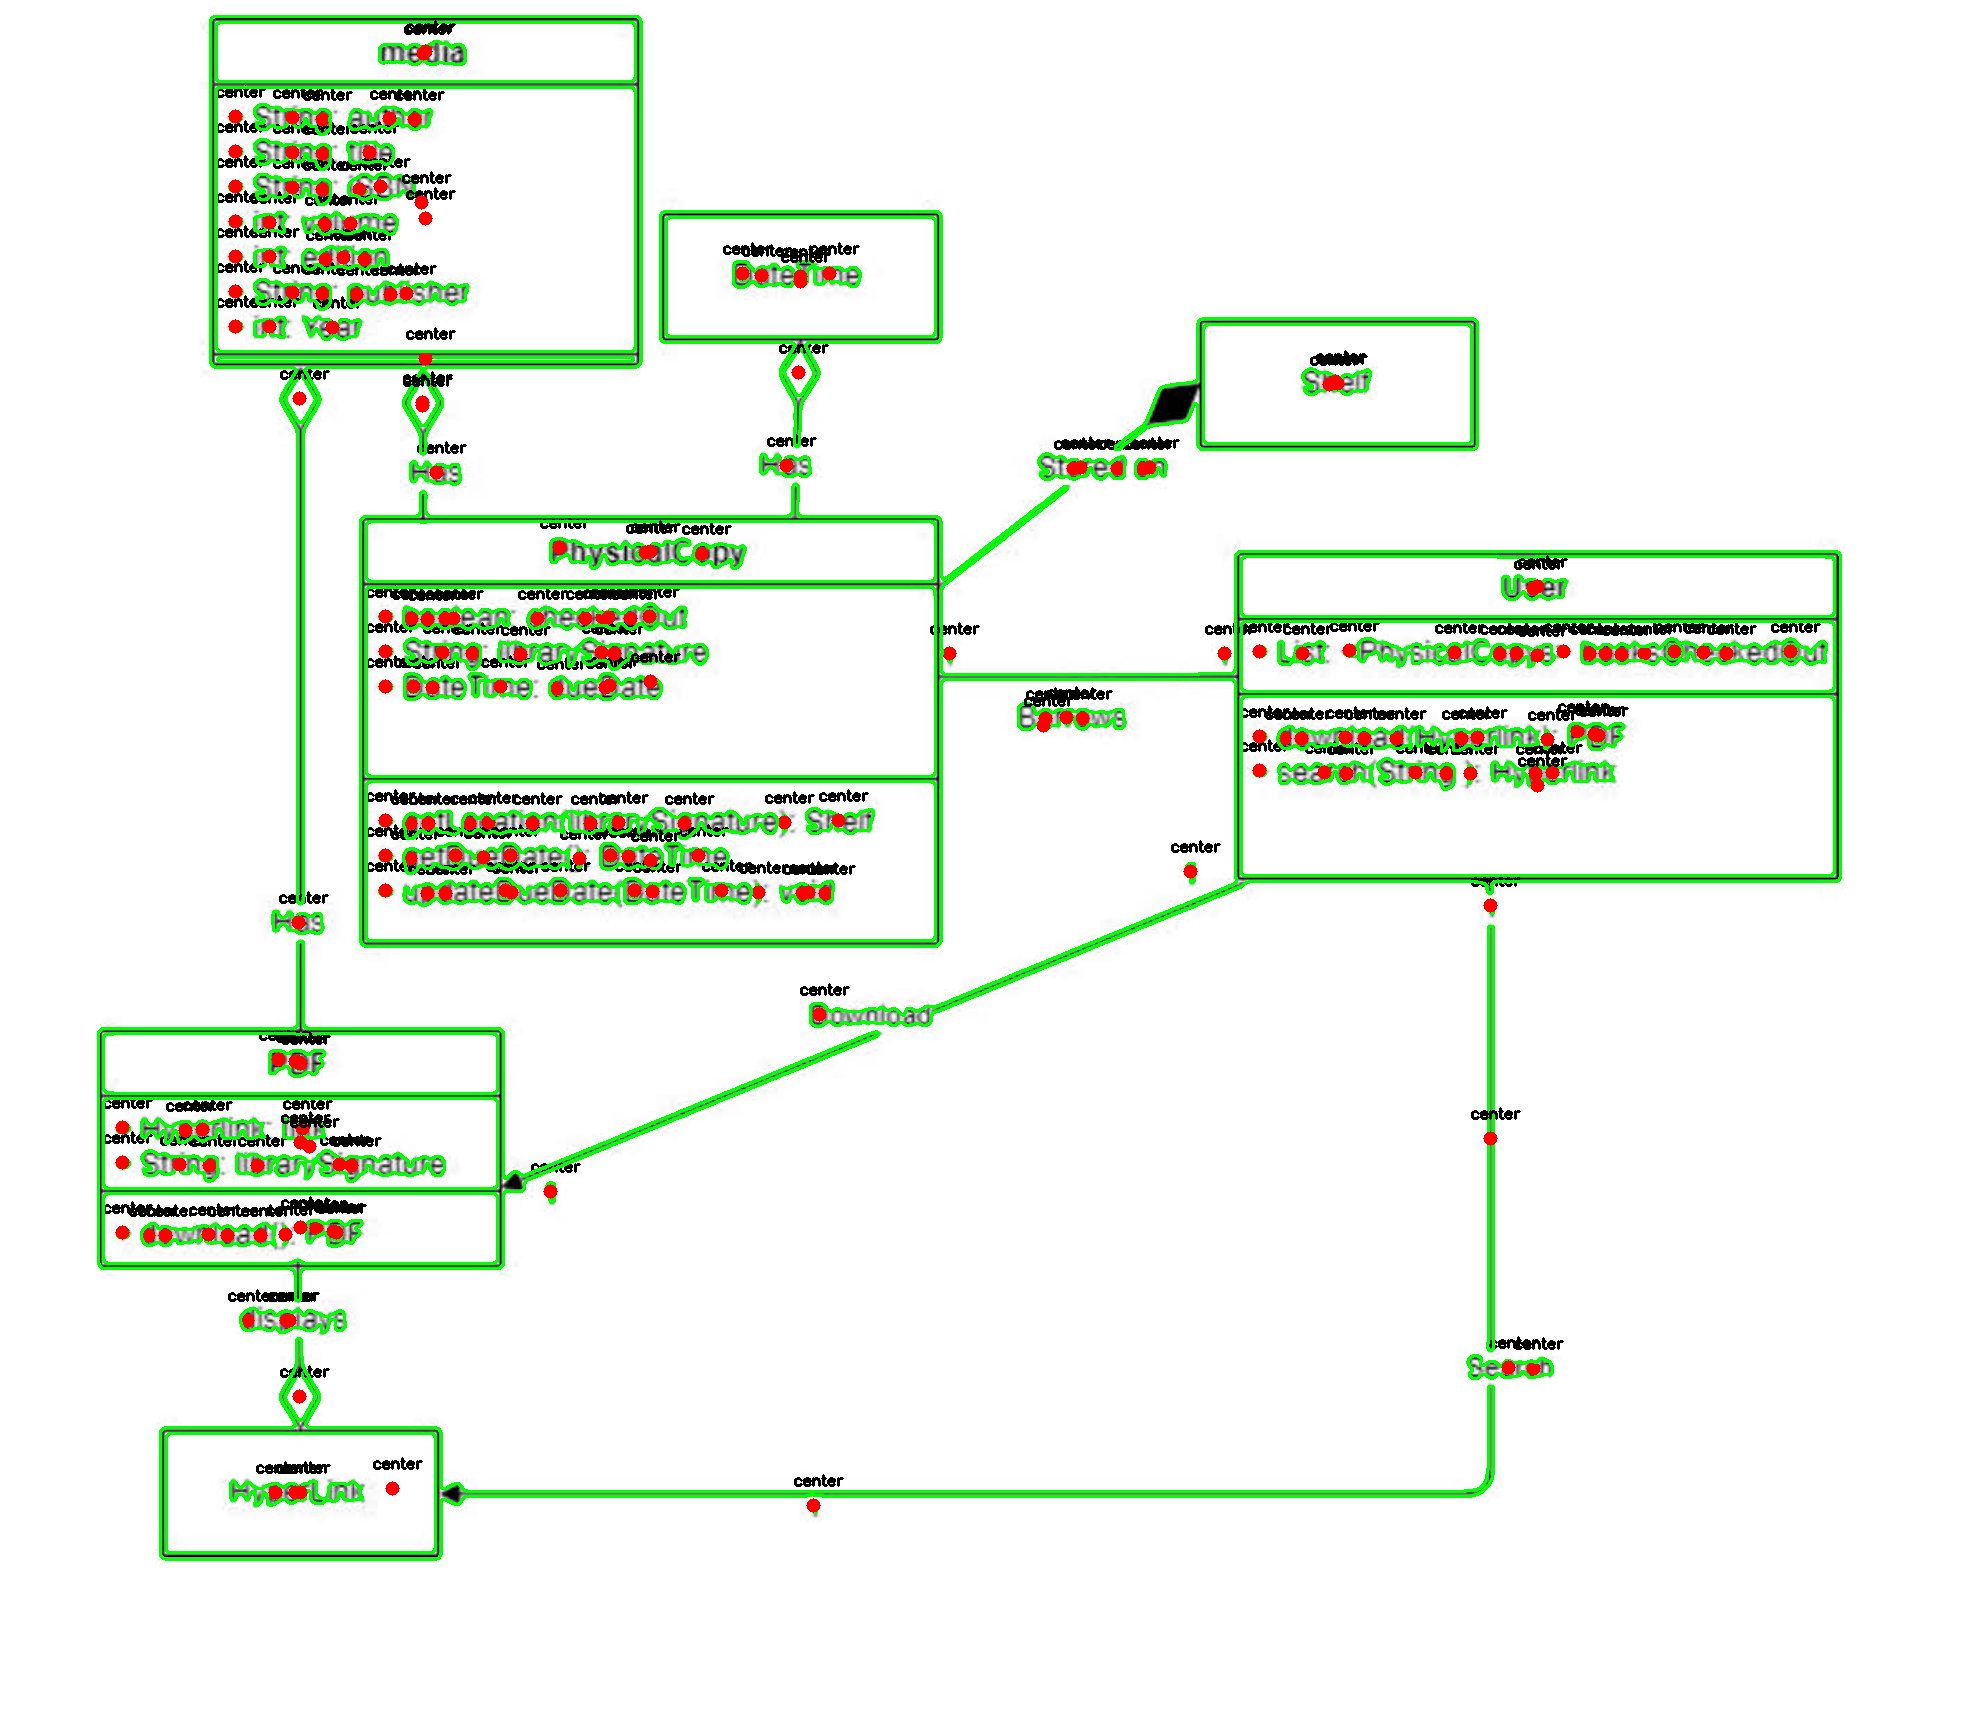 media
String: author
String: title
String: ISBN
int: volume
int: edition
String: publisher
int: year
DateTime
Shelf
Has
Has
Stored on
PhysicalCopy
boolean: checkedOut
String: librarySignature
DateTime: dueDate
getLocation(librarySignature): Shelf
getDueDate(): DateTime
updateDueDate(DateTime): void
User
List: PhysicalCopys booksCheckedOut
download(Hyperlink): PDF
search(String ): Hyperlink
Borrows
Has
Download
PDF
Hyperlink: link
String: librarySignature
download(): PDF
displays
Search
HyperLink
center